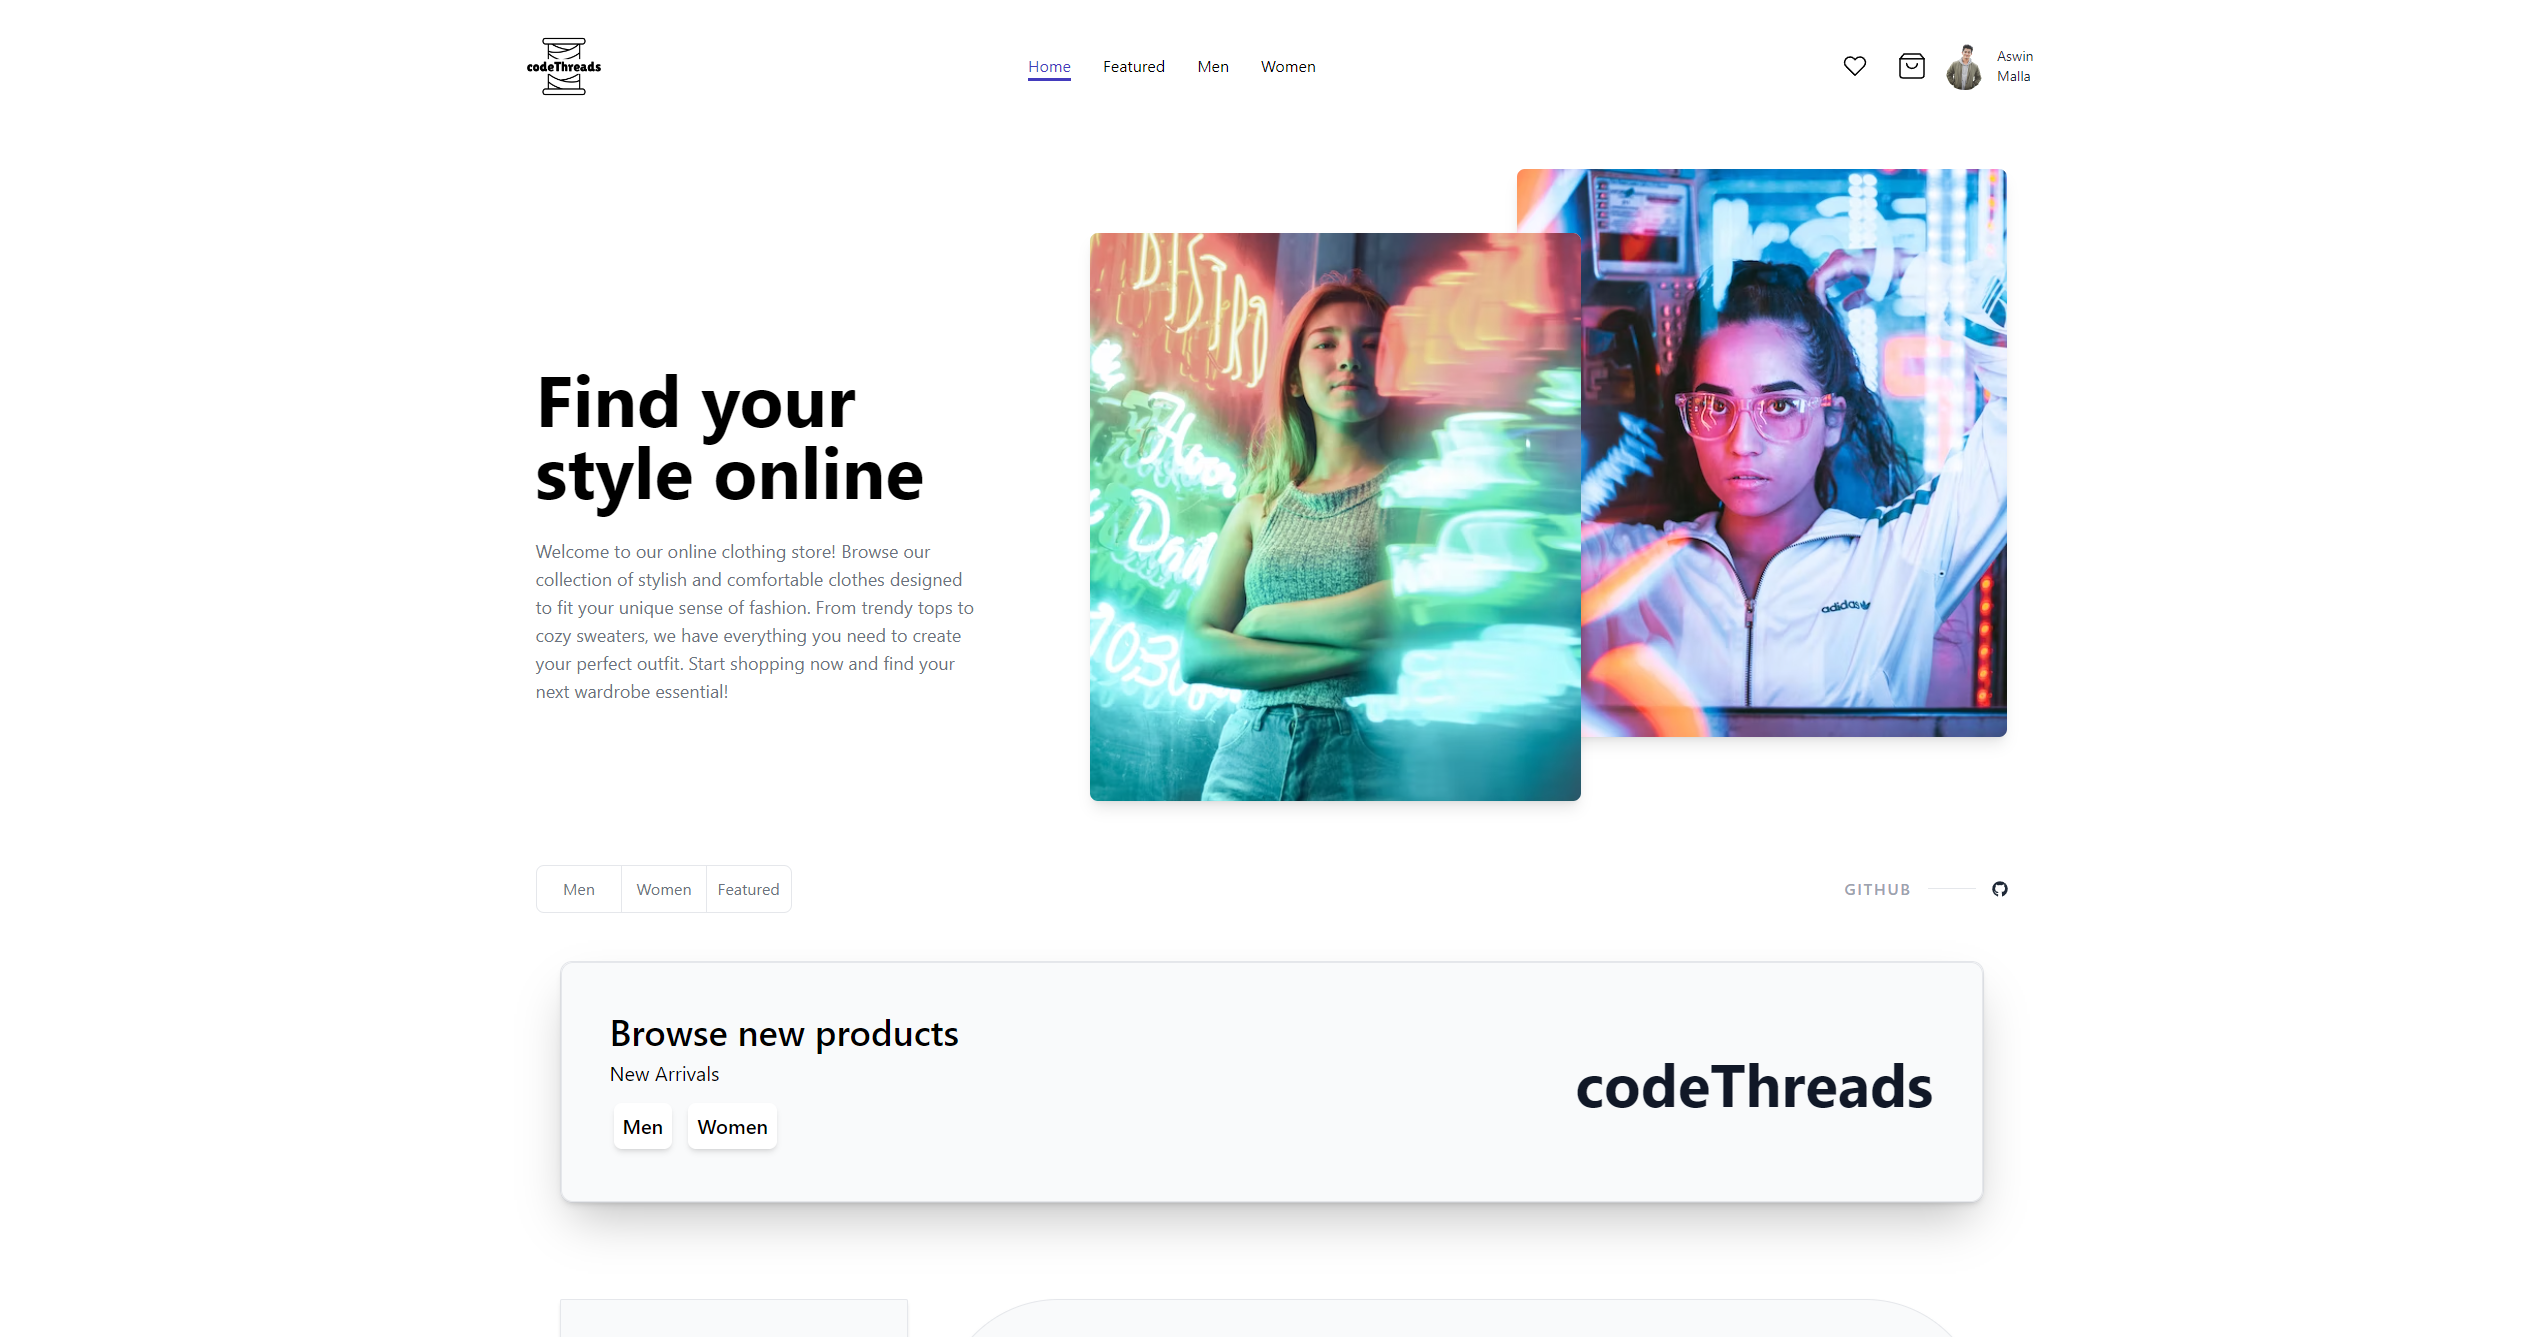 codeThreads
Home Featured Men Women
Aswin
Malla
Find your
style online
Welcome to our online clothing store! Browse our
collection of stylish and comfortable clothes designed
to fit your unique sense of fashion. From trendy tops to
cozy sweaters, we have everything you need to create
your perfect outfit. Start shopping now and find your
next wardrobe essential!
DISTRO
adidas
Men Women Featured
GITHUB
Browse new products
New Arrivals
Men Women
codeThreads